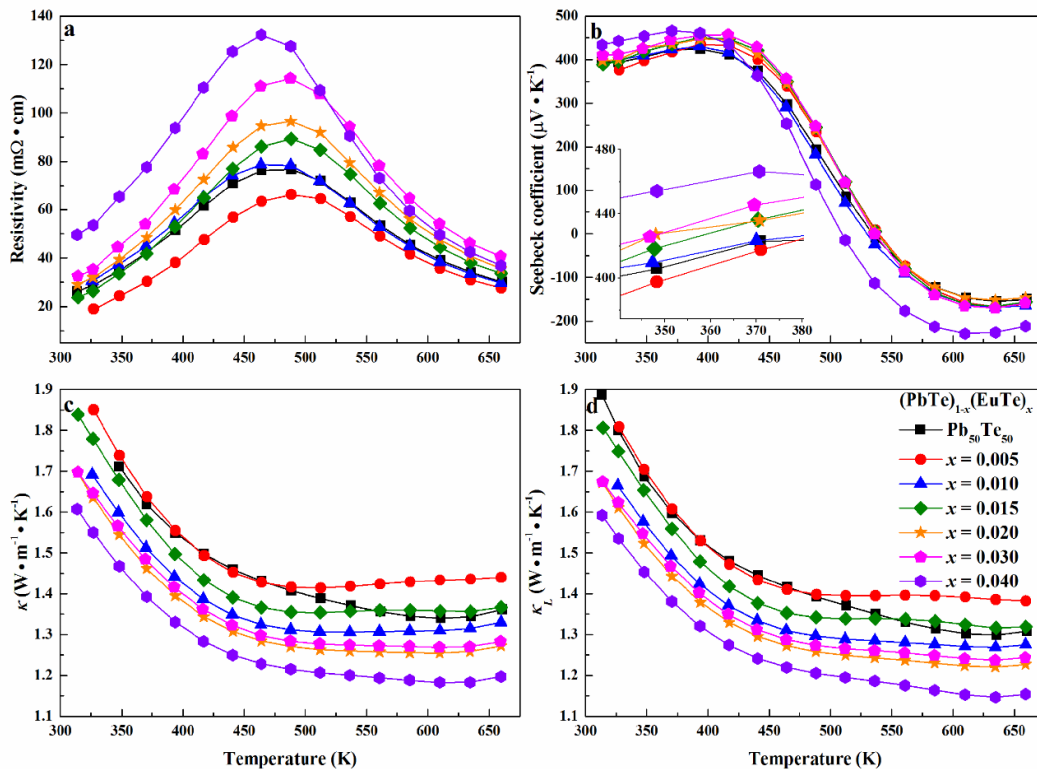 a
Resistivity (mΩ • cm)
140
120
100
80
60
40
20
300 350 400 450 500 550 600 650
b
Seebeck coefficient (μV • K⁻¹)
500
400
300
200
100
0
-100
-200
480
440
400
350 360 370 380
300 350 400 450 500 550 600 650
c
κ (W • m⁻¹ • K⁻¹)
1.9
1.8
1.7
1.6
1.5
1.4
1.3
1.2
1.1
300 350 400 450 500 550 600 650
Temperature (K)
d
κ_L (W • m⁻¹ • K⁻¹)
1.9
1.8
1.7
1.6
1.5
1.4
1.3
1.2
1.1
(PbTe)₁₋ₓ(EuTe)ₓ
Pb₅₀Te₅₀
x = 0.005
x = 0.010
x = 0.015
x = 0.020
x = 0.030
x = 0.040
300 350 400 450 500 550 600 650
Temperature (K)